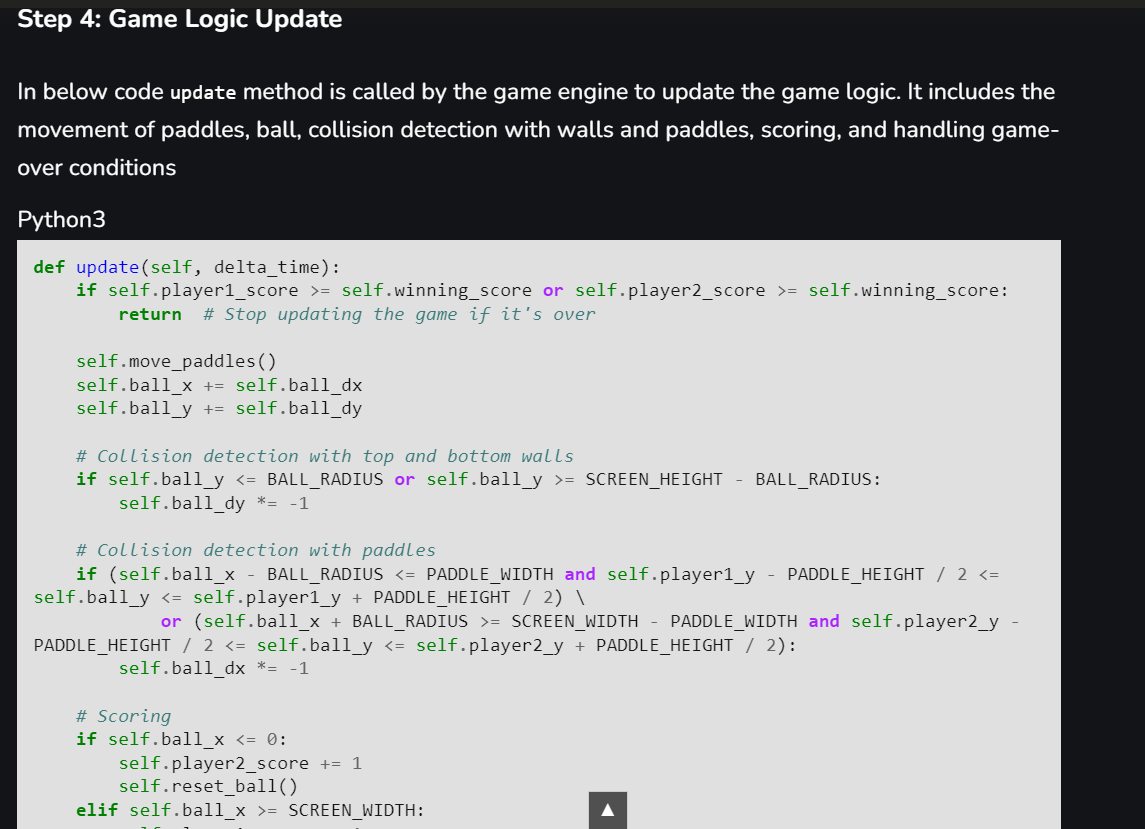 Step 4: Game Logic Update
In below code update method is called by the game engine to update the game logic. It includes the
movement of paddles, ball, collision detection with walls and paddles, scoring, and handling game-
over conditions
Python3
def update(self, delta_time):
    if self.player1_score >= self.winning_score or self.player2_score >= self.winning_score:
        return  # Stop updating the game if it's over
    self.move_paddles()
    self.ball_x += self.ball_dx
    self.ball_y += self.ball_dy
    # Collision detection with top and bottom walls
    if self.ball_y <= BALL_RADIUS or self.ball_y >= SCREEN_HEIGHT - BALL_RADIUS:
        self.ball_dy *= -1
    # Collision detection with paddles
    if (self.ball_x - BALL_RADIUS <= PADDLE_WIDTH and self.player1_y - PADDLE_HEIGHT / 2 <=
self.ball_y <= self.player1_y + PADDLE_HEIGHT / 2) \
            or (self.ball_x + BALL_RADIUS >= SCREEN_WIDTH - PADDLE_WIDTH and self.player2_y -
PADDLE_HEIGHT / 2 <= self.ball_y <= self.player2_y + PADDLE_HEIGHT / 2):
        self.ball_dx *= -1
    # Scoring
    if self.ball_x <= 0:
        self.player2_score += 1
        self.reset_ball()
    elif self.ball_x >= SCREEN_WIDTH: